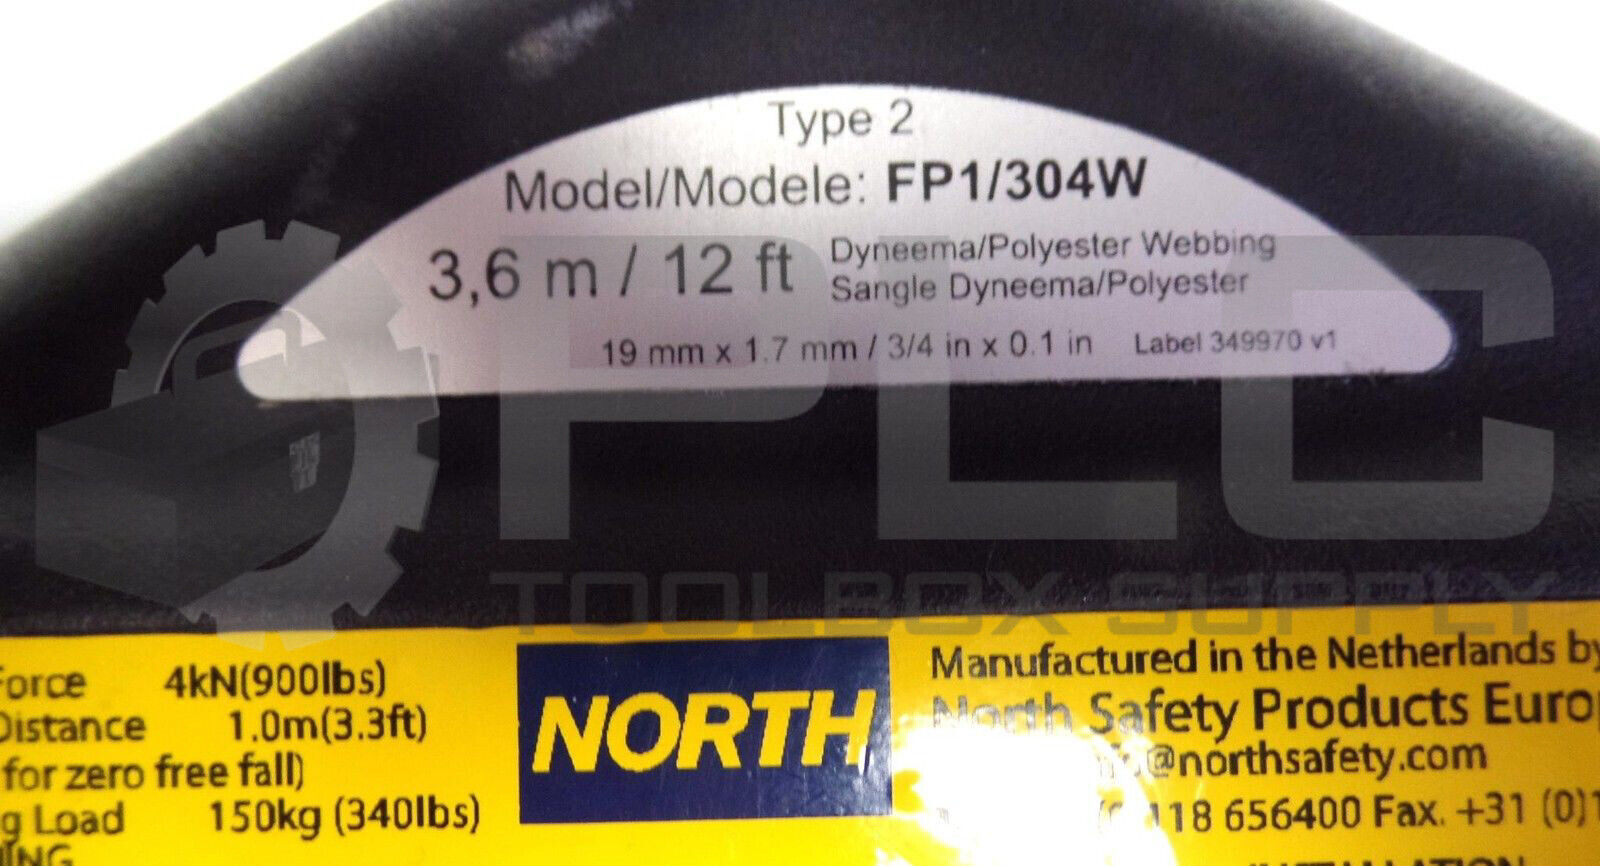 Type 2
Model/Modele: FP1/304W
3,6 m / 12 ft
Dyneema/Polyester Webbing
Sangle Dyneema/Polyester
19 mm x 1.7 mm / 3/4 in x 0.1 in Label 349970 v1
PLC
TOOLBOX SUPPLY
Force 4kN(900lbs)
Distance 1.0m(3.3ft)
for zero free fall)
g Load 150kg (340lbs)
NORTH
Manufactured in the Netherlands by
North Safety Products Europ
@northsafety.com
118 656400 Fax. +31 (0)1